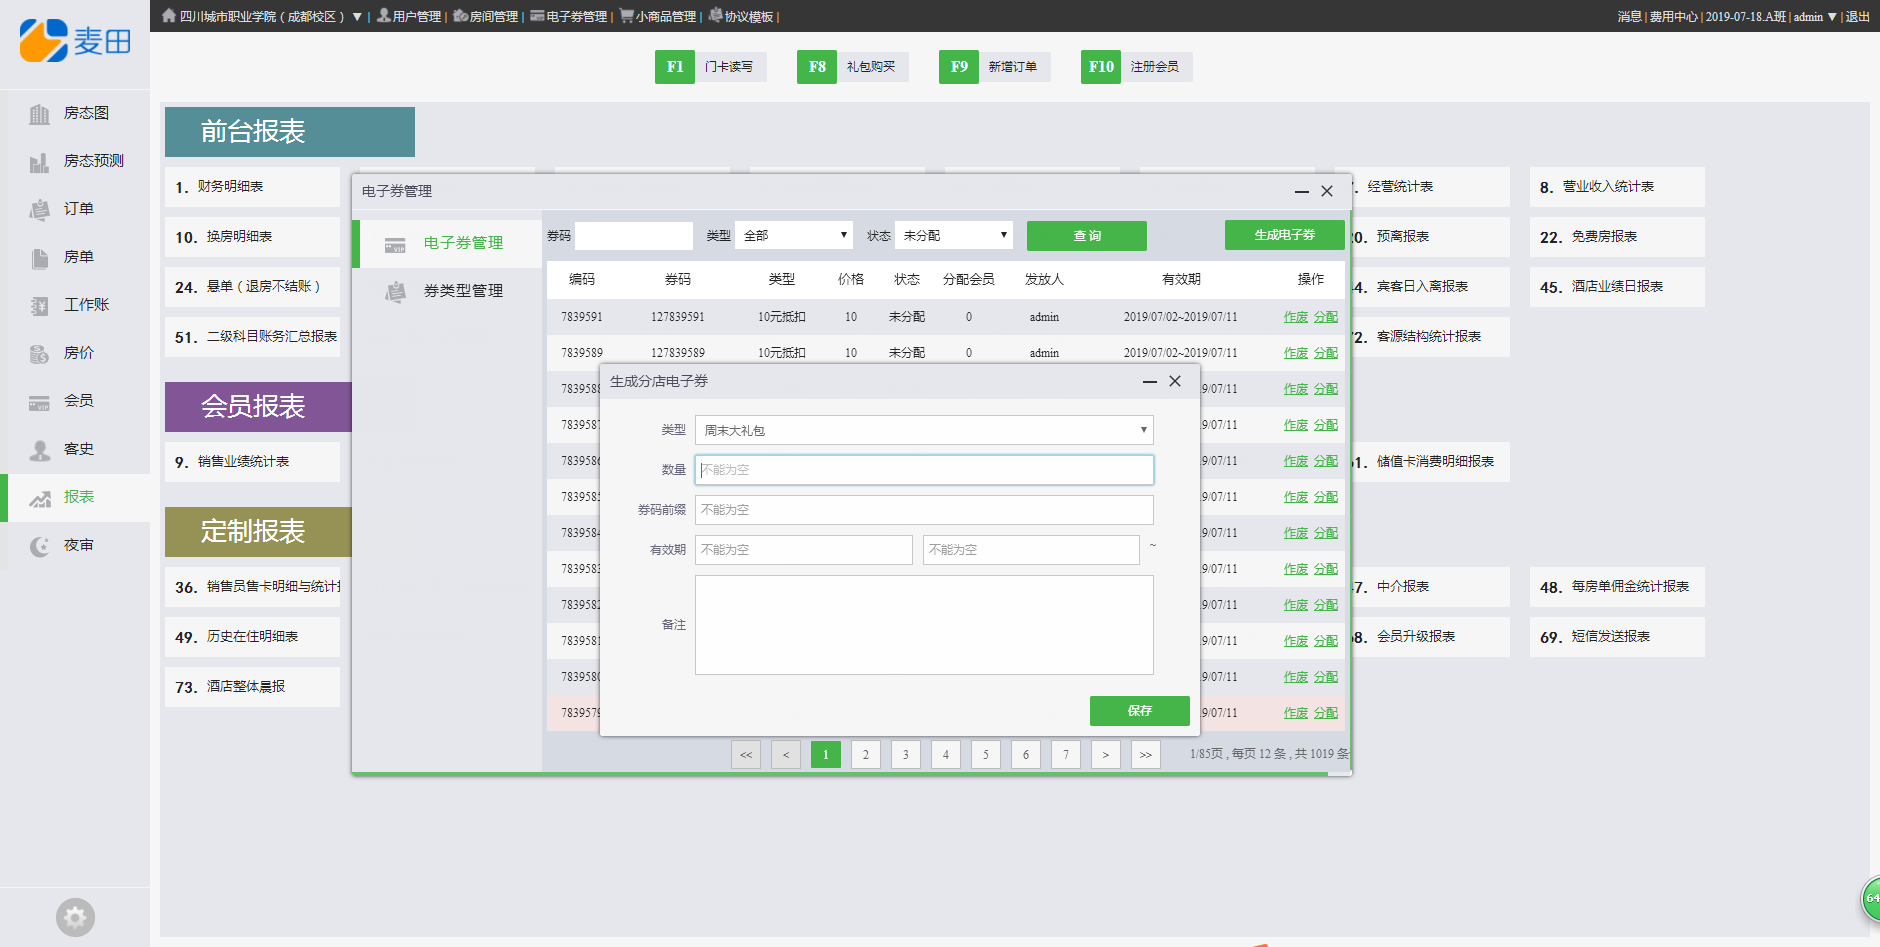 四川城市职业学院（成都校区） ▼ | 用户管理 | 房间管理 | 电子券管理 | 小商品管理 | 协议模板 |
消息 | 费用中心 | 2019-07-18.A班 | admin ▼ | 退出
麦田
F1 门卡读写
F8 礼包购买
F9 新增订单
F10 注册会员
房态图
房态预测
订单
房单
工作账
房价
会员
客史
报表
夜审
前台报表
1. 财务明细表
经营统计表
8. 营业收入统计表
10. 换房明细表
预离报表
22. 免费房报表
24. 悬单（退房不结账）
宾客日入离报表
45. 酒店业绩日报表
51. 二级科目账务汇总报表
客源结构统计报表
会员报表
9. 销售业绩统计表
储值卡消费明细报表
定制报表
36. 销售员售卡明细与统计
中介报表
48. 每房单佣金统计报表
49. 历史在住明细表
会员升级报表
69. 短信发送报表
73. 酒店整体晨报
电子券管理
电子券管理
券类型管理
券码
类型 全部 ▼
状态 未分配 ▼
查询
生成电子券
编码 券码 类型 价格 状态 分配会员 发放人 有效期 操作
7839591 127839591 10元抵扣 10 未分配 0 admin 2019/07/02~2019/07/11 作废 分配
7839589 127839589 10元抵扣 10 未分配 0 admin 2019/07/02~2019/07/11 作废 分配
783958 9/07/11 作废 分配
783958 9/07/11 作废 分配
783958 9/07/11 作废 分配
783958 9/07/11 作废 分配
783958 9/07/11 作废 分配
783958 9/07/11 作废 分配
783958 9/07/11 作废 分配
783958 9/07/11 作废 分配
783958 9/07/11 作废 分配
783957 9/07/11 作废 分配
生成分店电子券
类型 周末大礼包 ▼
数量 不能为空
券码前缀 不能为空
有效期 不能为空 不能为空 ~
备注
保存
<< < 1 2 3 4 5 6 7 > >> 1/85页 , 每页 12 条 , 共 1019 条
64